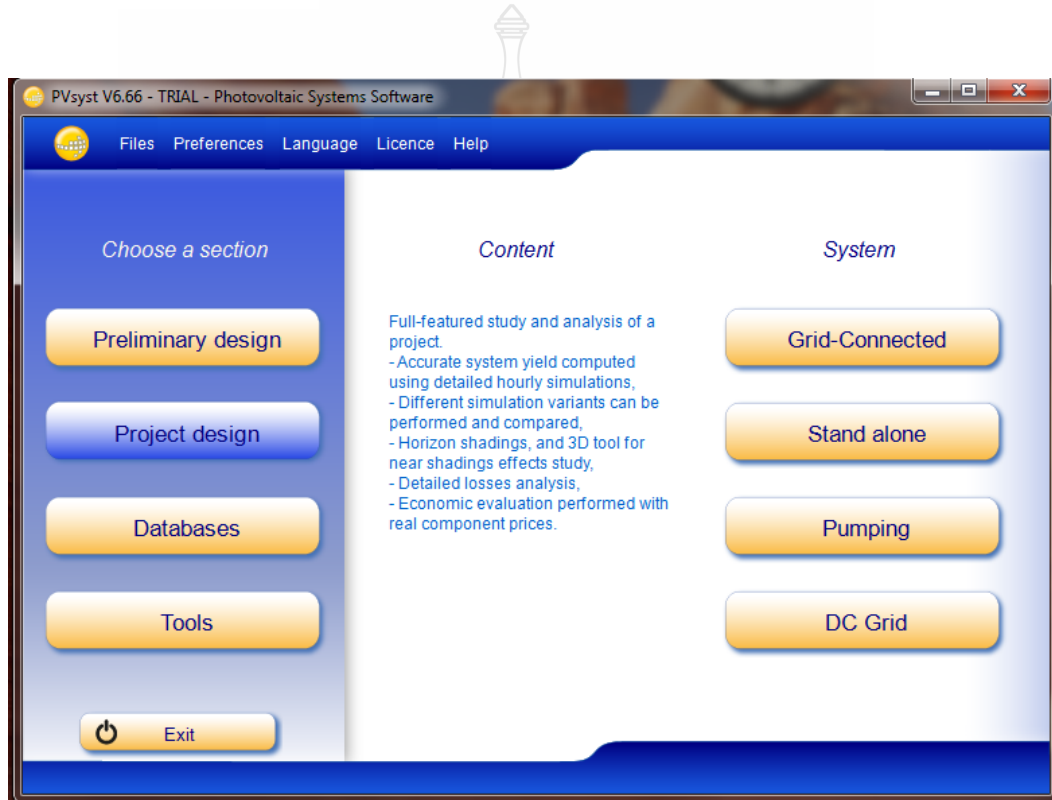 PVsyst V6.66 - TRIAL - Photovoltaic Systems Software
Files Preferences Language Licence Help
Choose a section
Preliminary design
Project design
Databases
Tools
Exit
Content
Full-featured study and analysis of a
project.
- Accurate system yield computed
using detailed hourly simulations,
- Different simulation variants can be
performed and compared,
- Horizon shadings, and 3D tool for
near shadings effects study,
- Detailed losses analysis,
- Economic evaluation performed with
real component prices.
System
Grid-Connected
Stand alone
Pumping
DC Grid